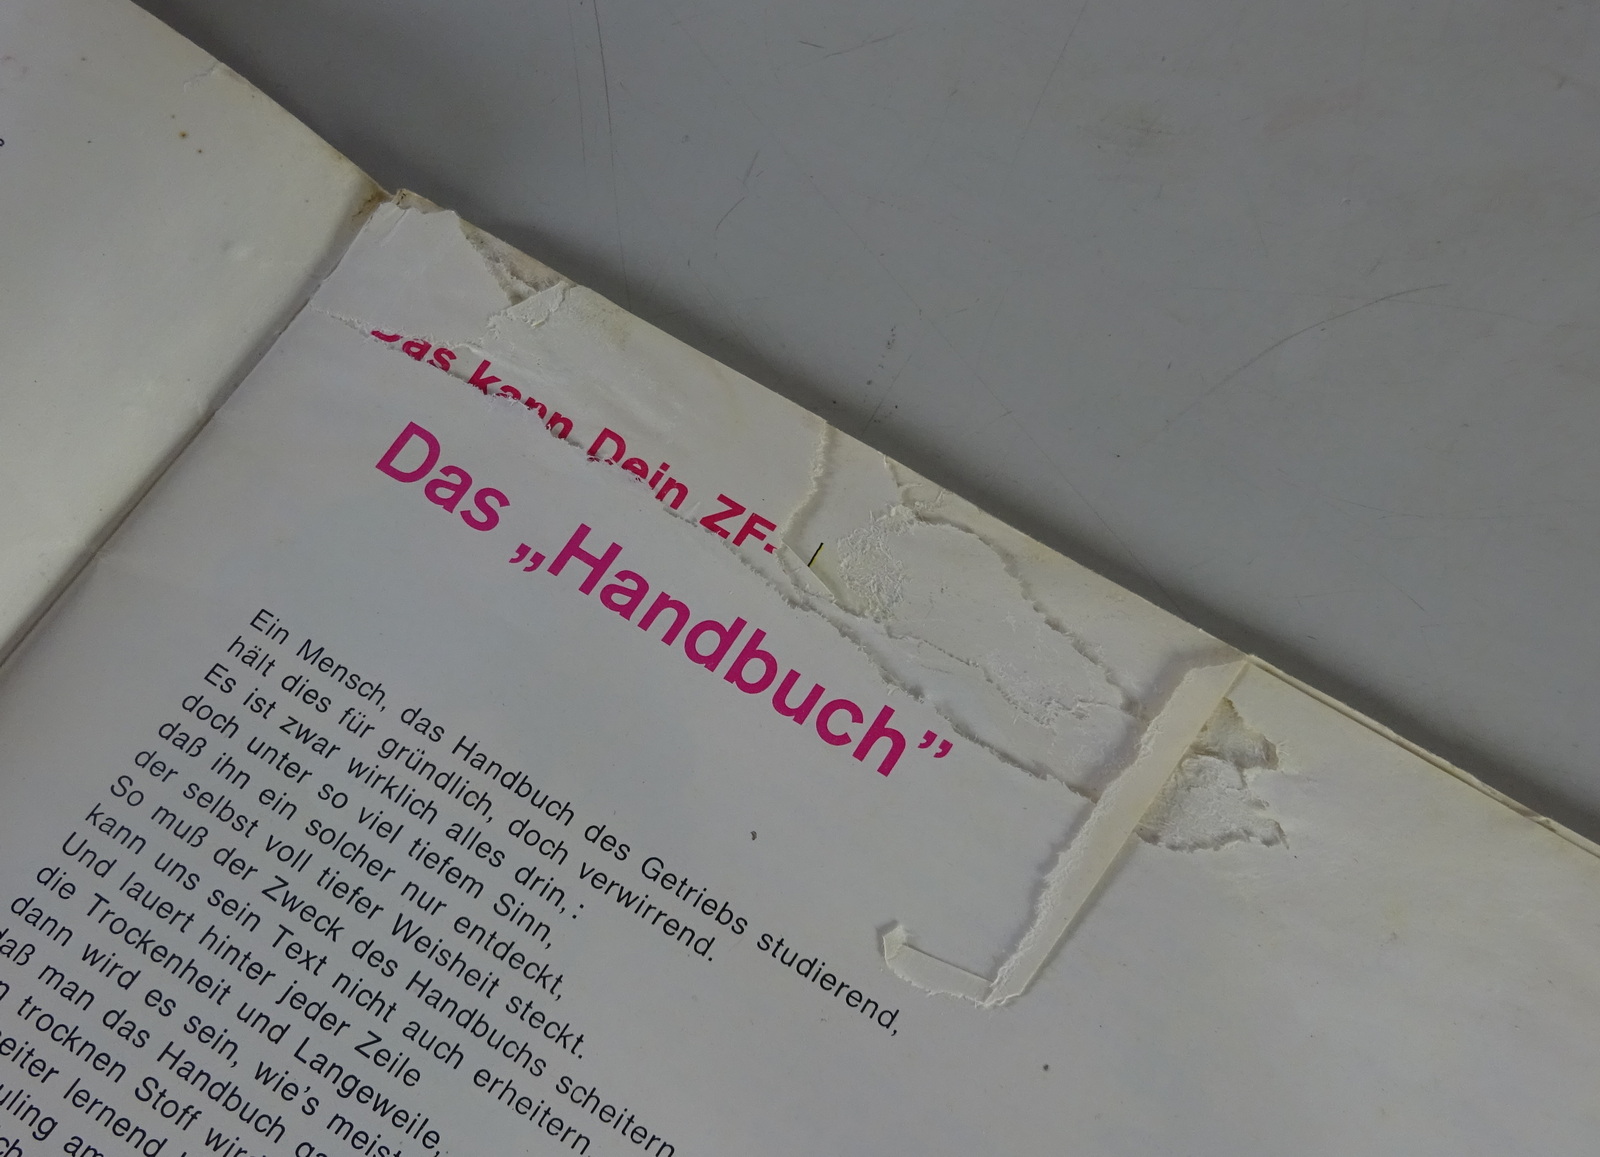 Das kann Dein ZF-
Das „Handbuch”
Ein Mensch, das Handbuch des Getriebs studierend,
hält dies für gründlich, doch verwirrend.
Es ist zwar wirklich alles drin,:
doch unter so viel tiefem Sinn,
daß ihn ein solcher nur entdeckt,
der selbst voll tiefer Weisheit steckt.
So muß der Zweck des Handbuchs scheitern
kann uns sein Text nicht auch erheitern.
Und lauert hinter jeder Zeile
die Trockenheit und Langeweile,
dann wird es sein, wie's meist
daß man das Handbuch
trocknen Stoff
lernend